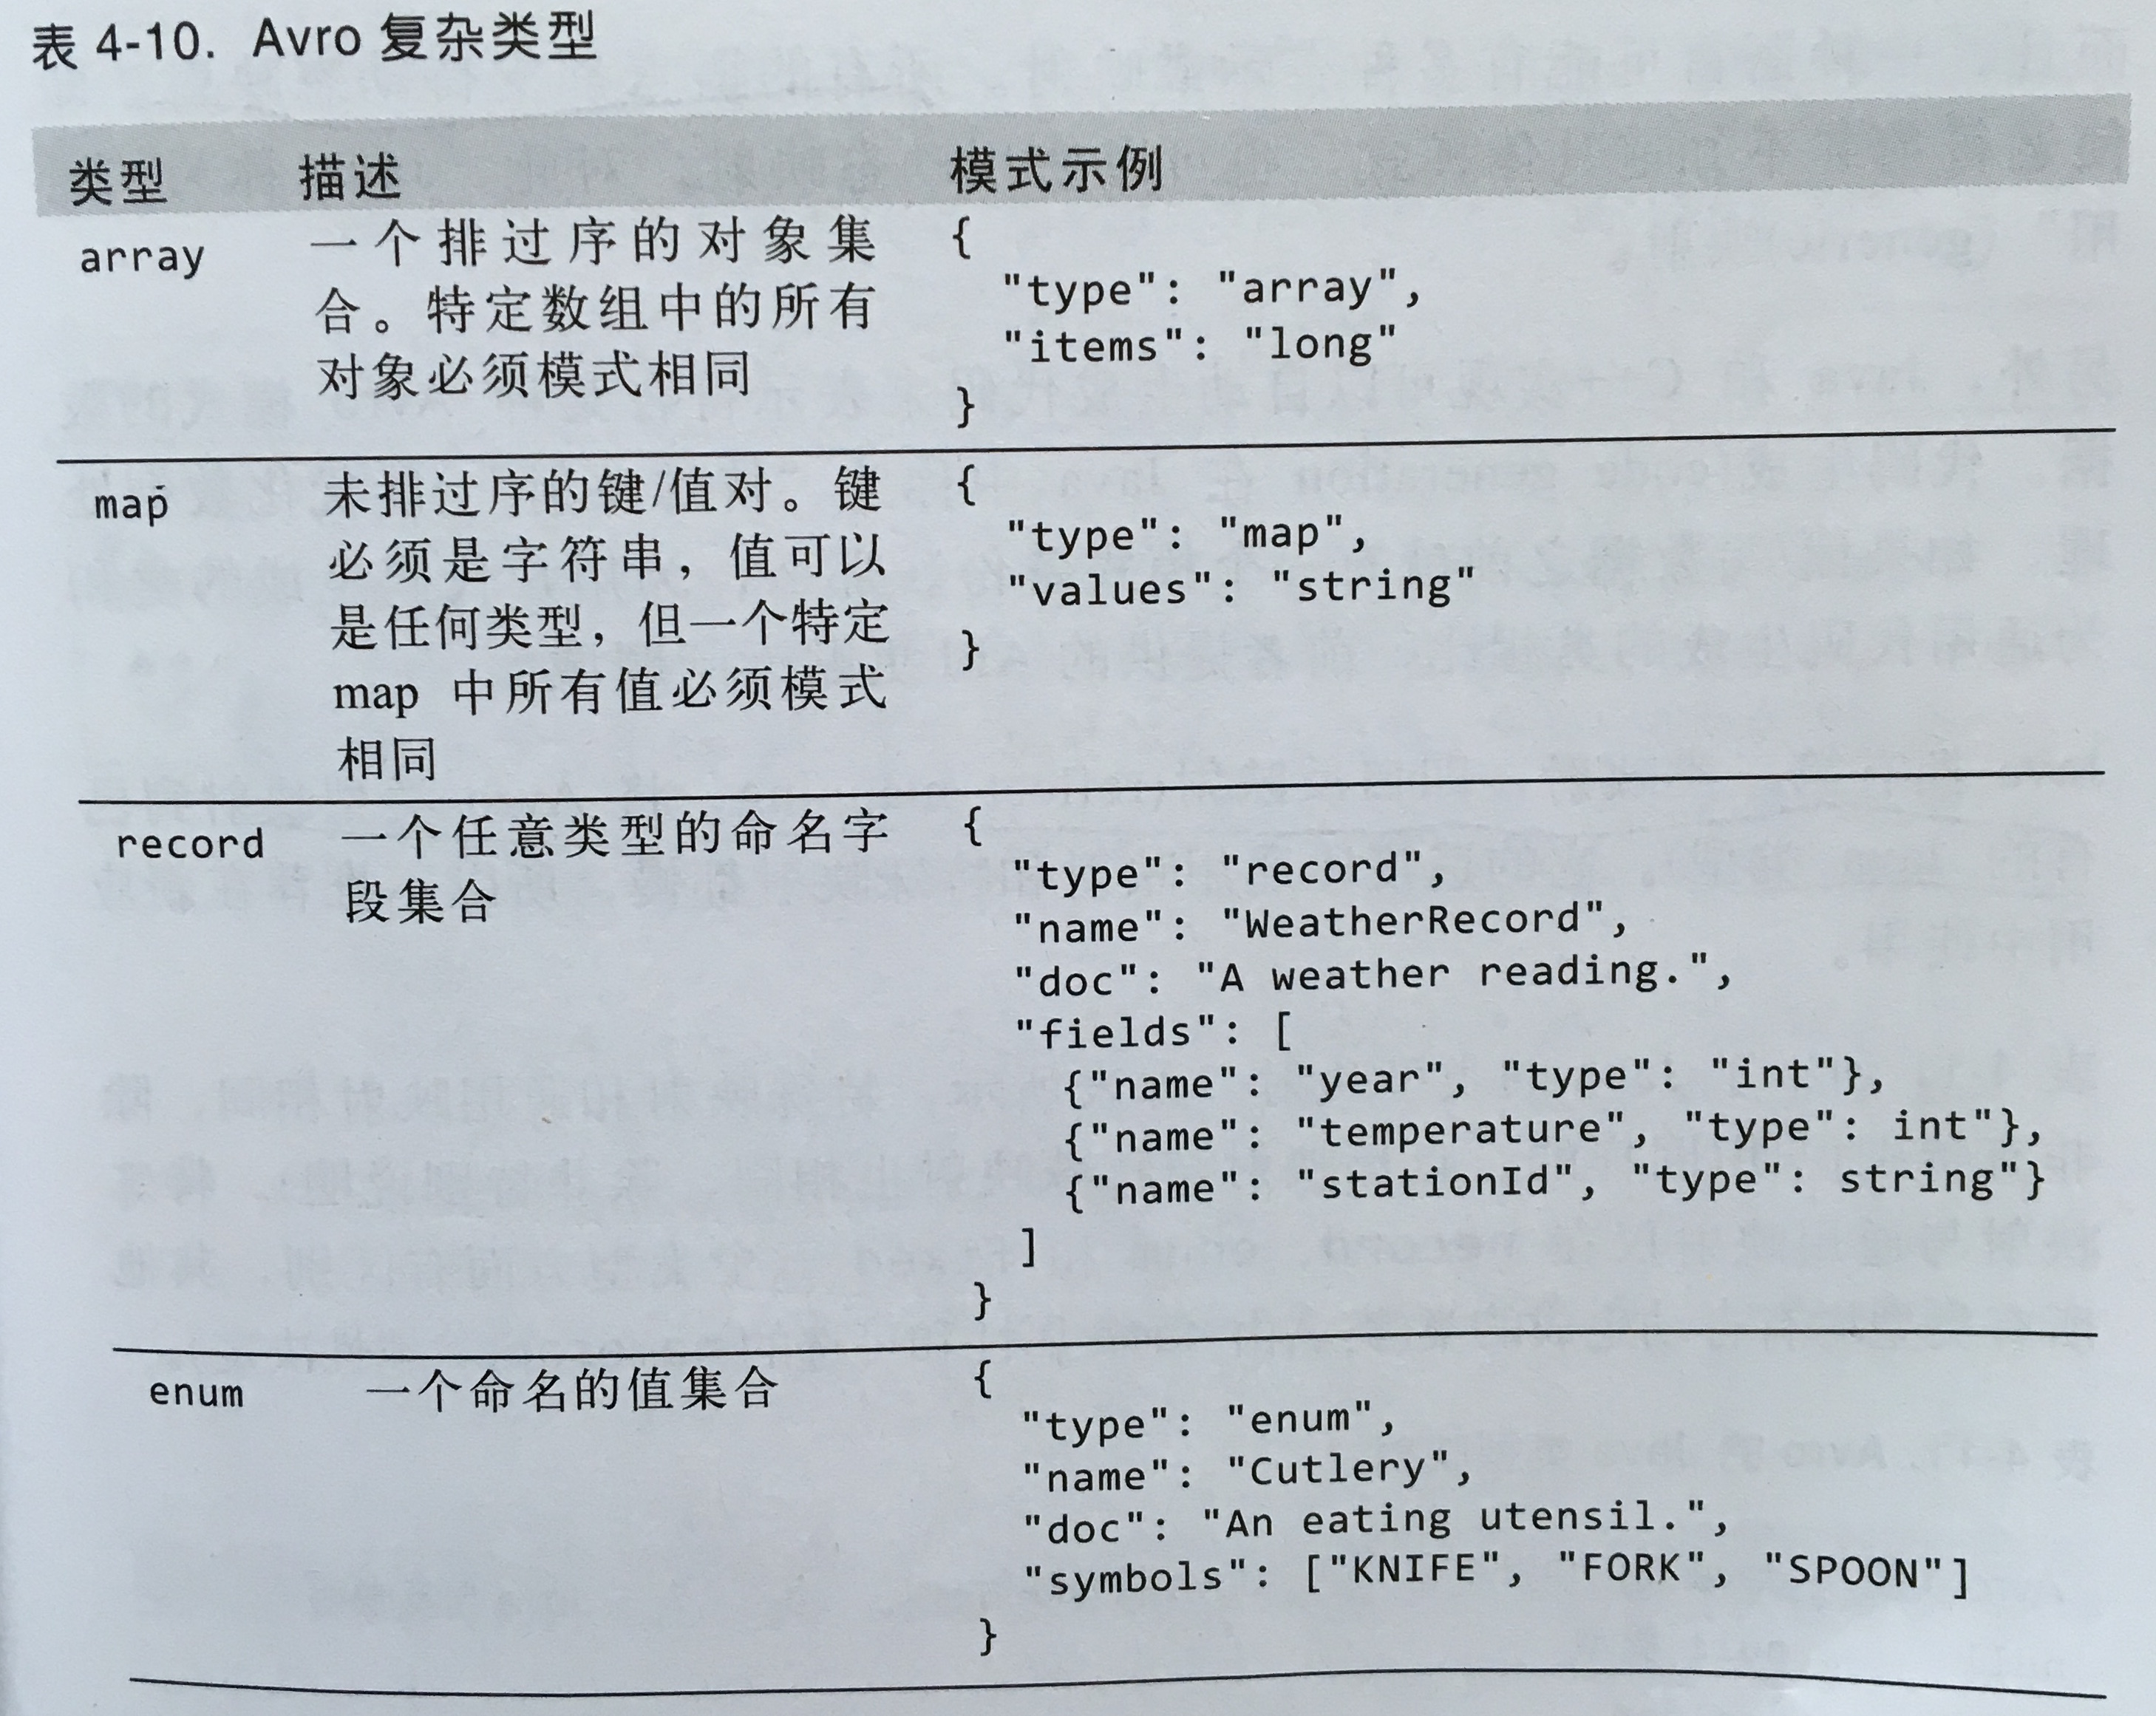 表 4-10. Avro 复杂类型
类型 描述 模式示例
array 一个排过序的对象集 {
合。特定数组中的所有 "type": "array",
对象必须模式相同 "items": "long"
}
map 未排过序的键/值对。键 {
必须是字符串，值可以 "type": "map",
是任何类型，但一个特定 "values": "string"
map 中所有值必须模式 }
相同
record 一个任意类型的命名字 {
段集合 "type": "record",
"name": "WeatherRecord",
"doc": "A weather reading.",
"fields": [
{"name": "year", "type": "int"},
{"name": "temperature", "type": int"},
{"name": "stationId", "type": string"}
]
}
enum 一个命名的值集合 {
"type": "enum",
"name": "Cutlery",
"doc": "An eating utensil.",
"symbols": ["KNIFE", "FORK", "SPOON"]
}